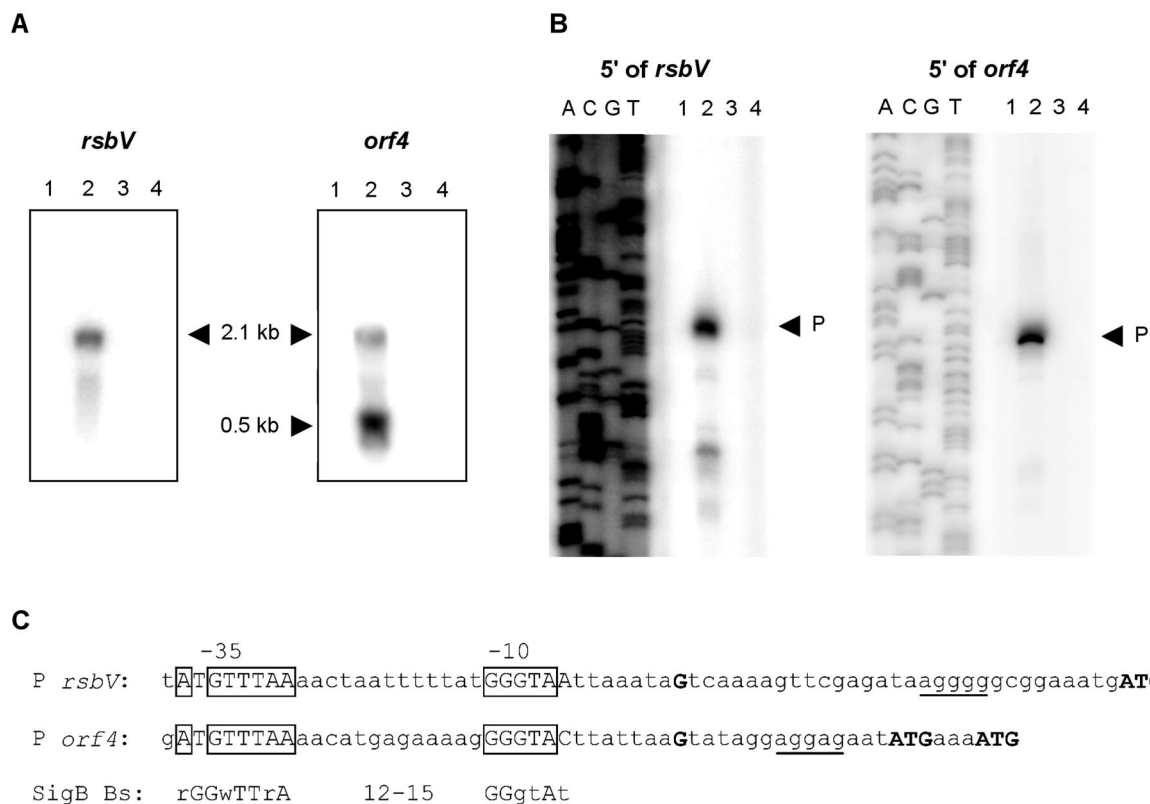 A
B
5' of rsbV
5' of orf4
A C G T 1 2 3 4
A C G T 1 2 3 4
rsbV
orf4
1 2 3 4
1 2 3 4
2.1 kb
0.5 kb
P
P
C
-35 -10
P rsbV: tATGTTTAAaactaatttttatGGGTAAttaaataGtcaaaagttcgagataaggggcggaaatgATG
P orf4: gATGTTTAAaacatgagaaaagGGGTACttattaaGtataggaggagaatATGaaaATG
SigB Bs: rGGwTTrA 12-15 GGgtAt